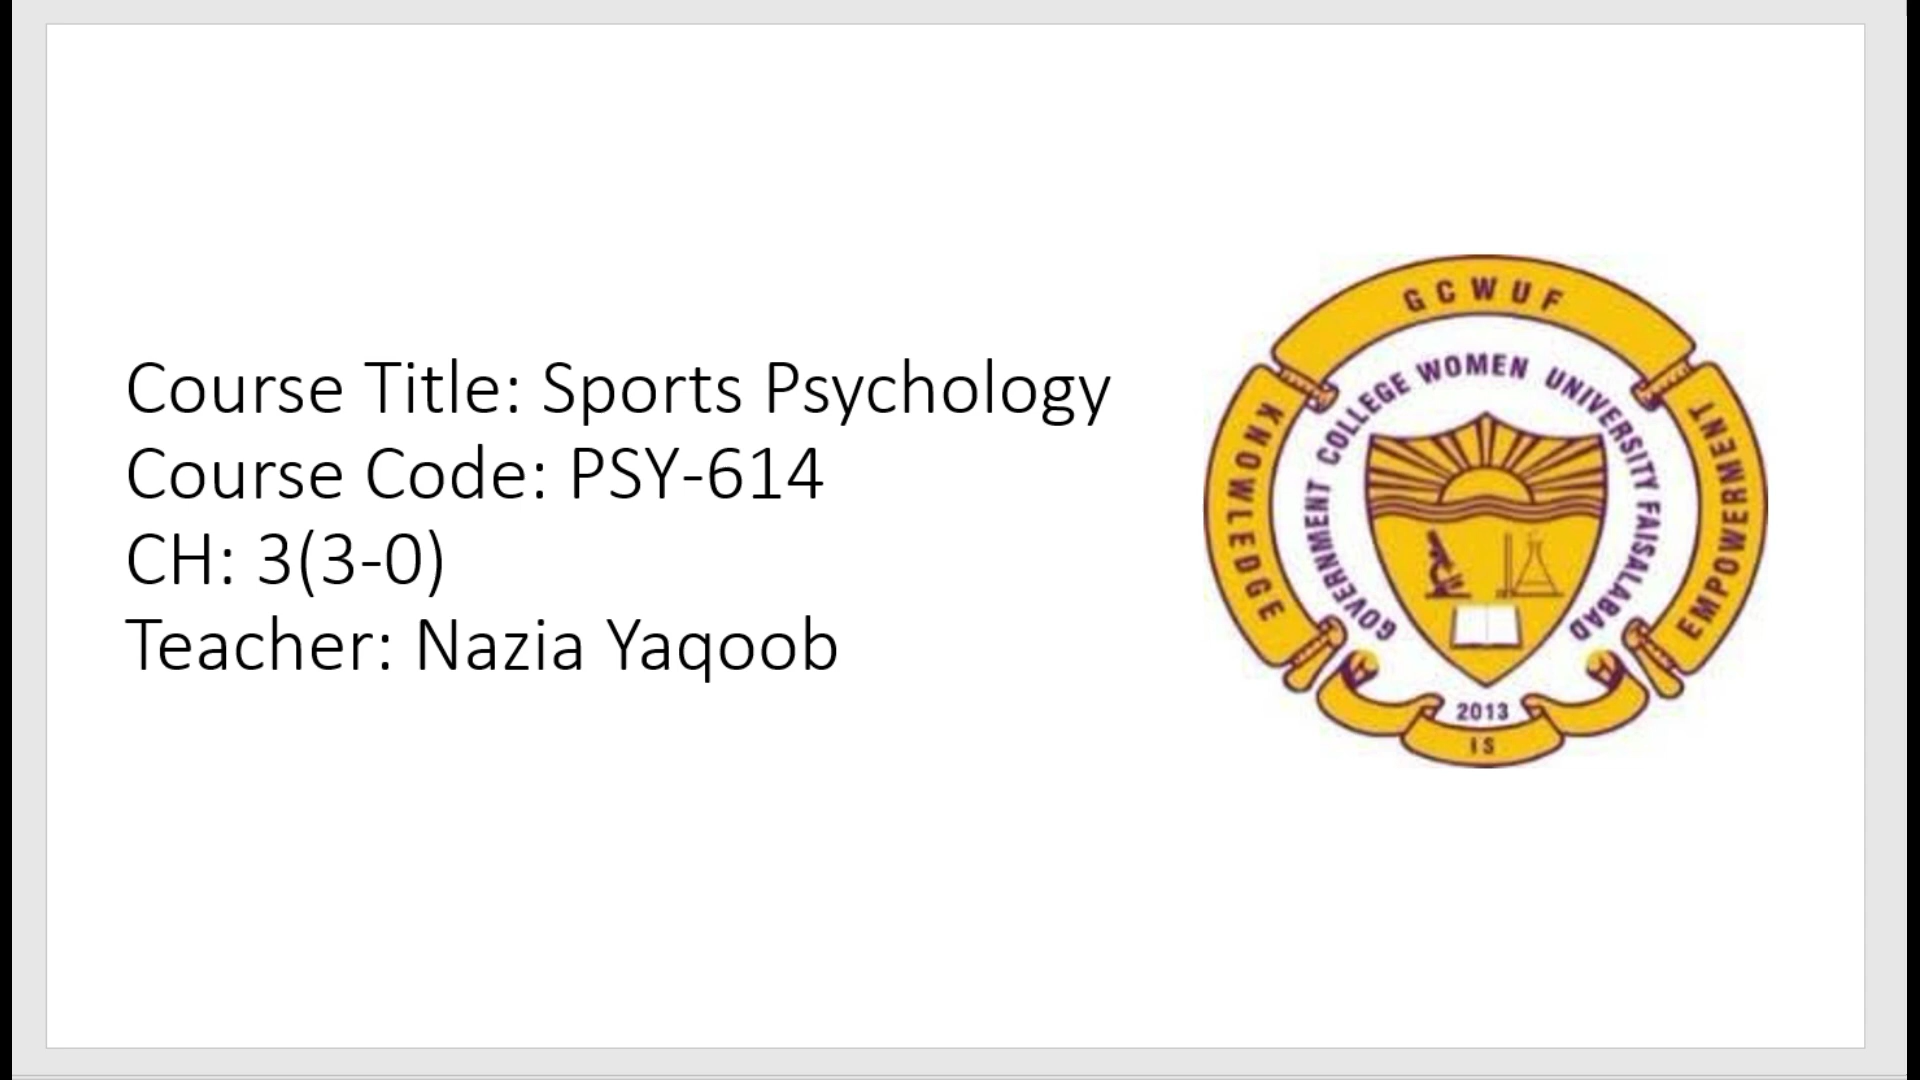 Course Title: Sports Psychology
Course Code: PSY-614
CH: 3(3-0)
Teacher: Nazia Yaqoob
GCWUF
KNOWLEDGE
GOVERNMENT COLLEGE WOMEN UNIVERSITY FAISALABAD
EMPOWERMENT
2013
IS